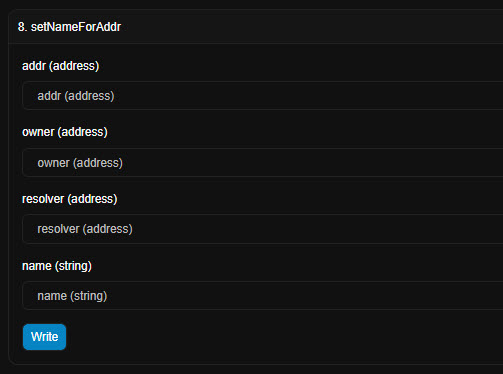 8. setNameForAddr
addr (address)
addr (address)
owner (address)
owner (address)
resolver (address)
resolver (address)
name (string)
name (string)
Write